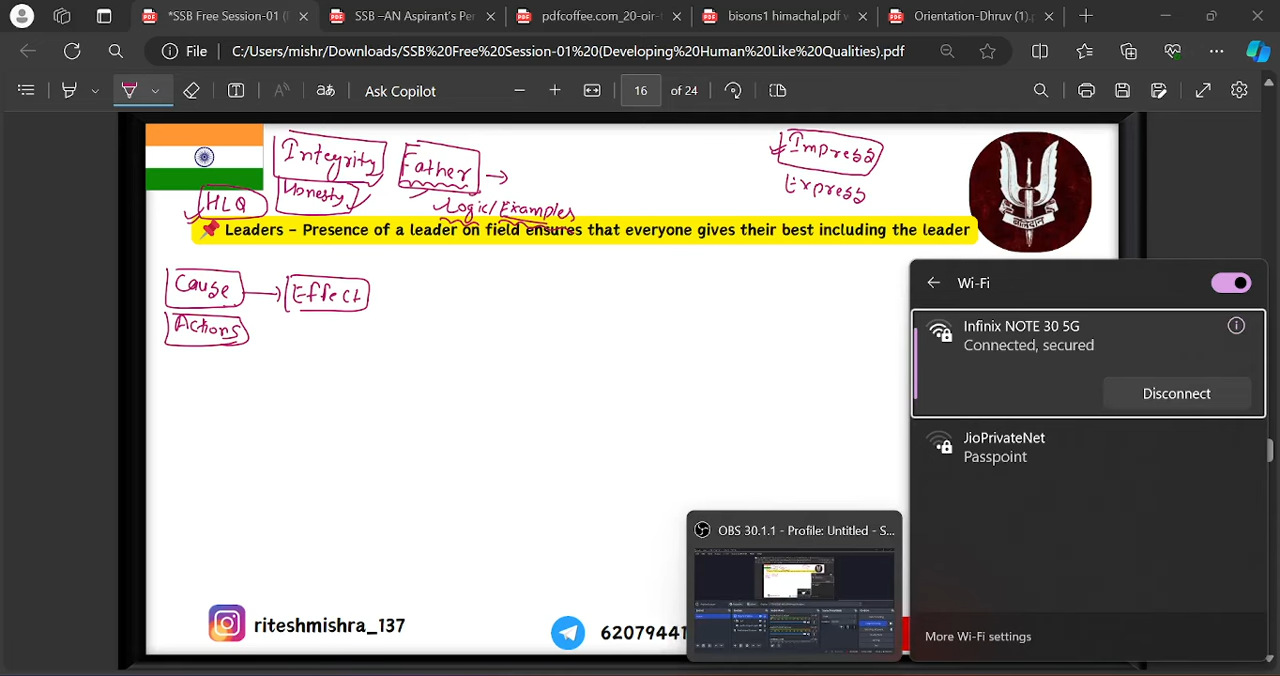 *SSB Free Session-01 (
SSB –AN Aspirant's Pe
pdfcoffee.com_20-oir-
bisons1 himachal.pdf
Orientation-Dhruv (1).
File
C:/Users/mishr/Downloads/SSB%20Free%20Session-01%20(Developing%20Human%20Like%20Qualities).pdf
Ask Copilot
16
of 24
Integrity
Father
Impress
Honesty
Express
HLQ
Logic/Examples
Leaders – Presence of a leader on field ensures that everyone gives their best including the leader
Cause
Effect
Actions
Wi-Fi
Infinix NOTE 30 5G
Connected, secured
Disconnect
JioPrivateNet
Passpoint
OBS 30.1.1 - Profile: Untitled - S...
riteshmishra_137
62079441
More Wi-Fi settings